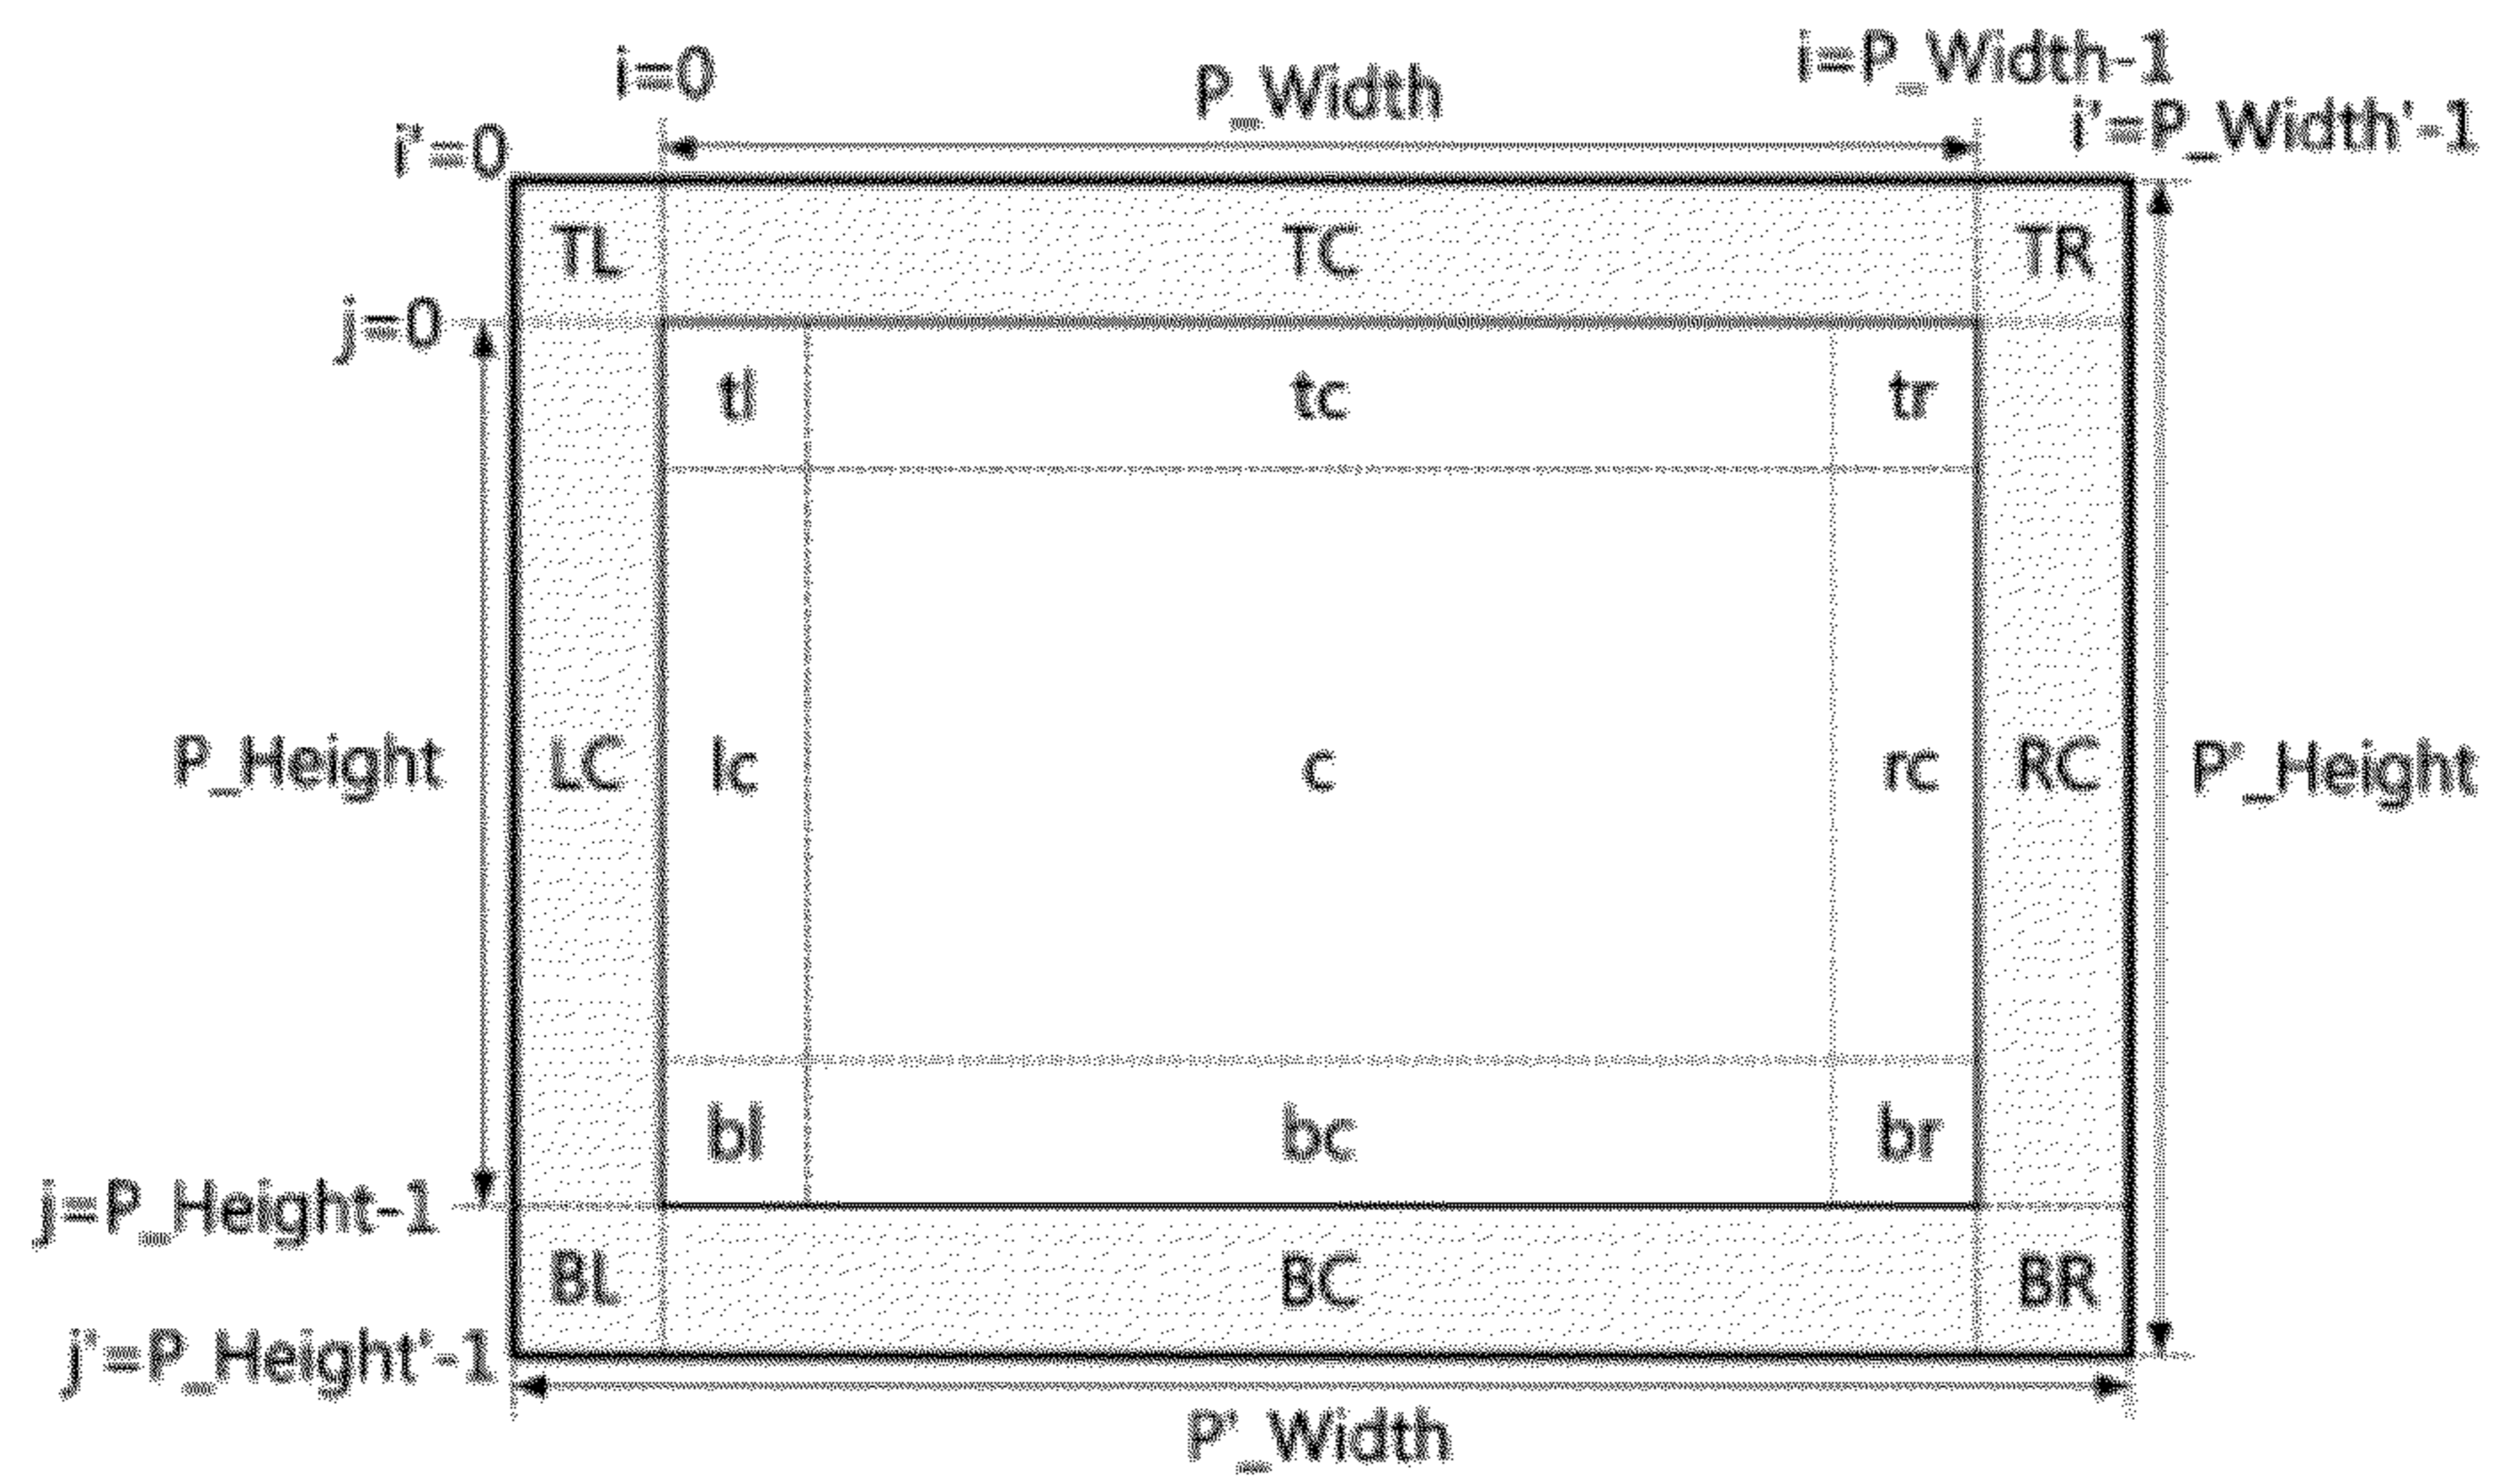 i=0
P_Width
i=P_Width-1
i'=0
i'=P_Width'-1
TL
TC
TR
j=0
tl
tc
tr
P_Height
LC
lc
c
rc
RC
P'_Height
bl
bc
br
j=P_Height-1
BL
BC
BR
j'=P_Height'-1
P'_Width